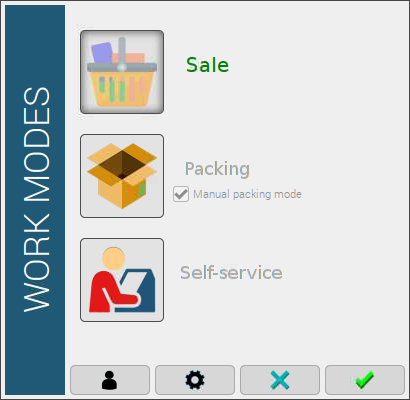 WORK MODES
Sale
Packing
Manual packing mode
Self-service